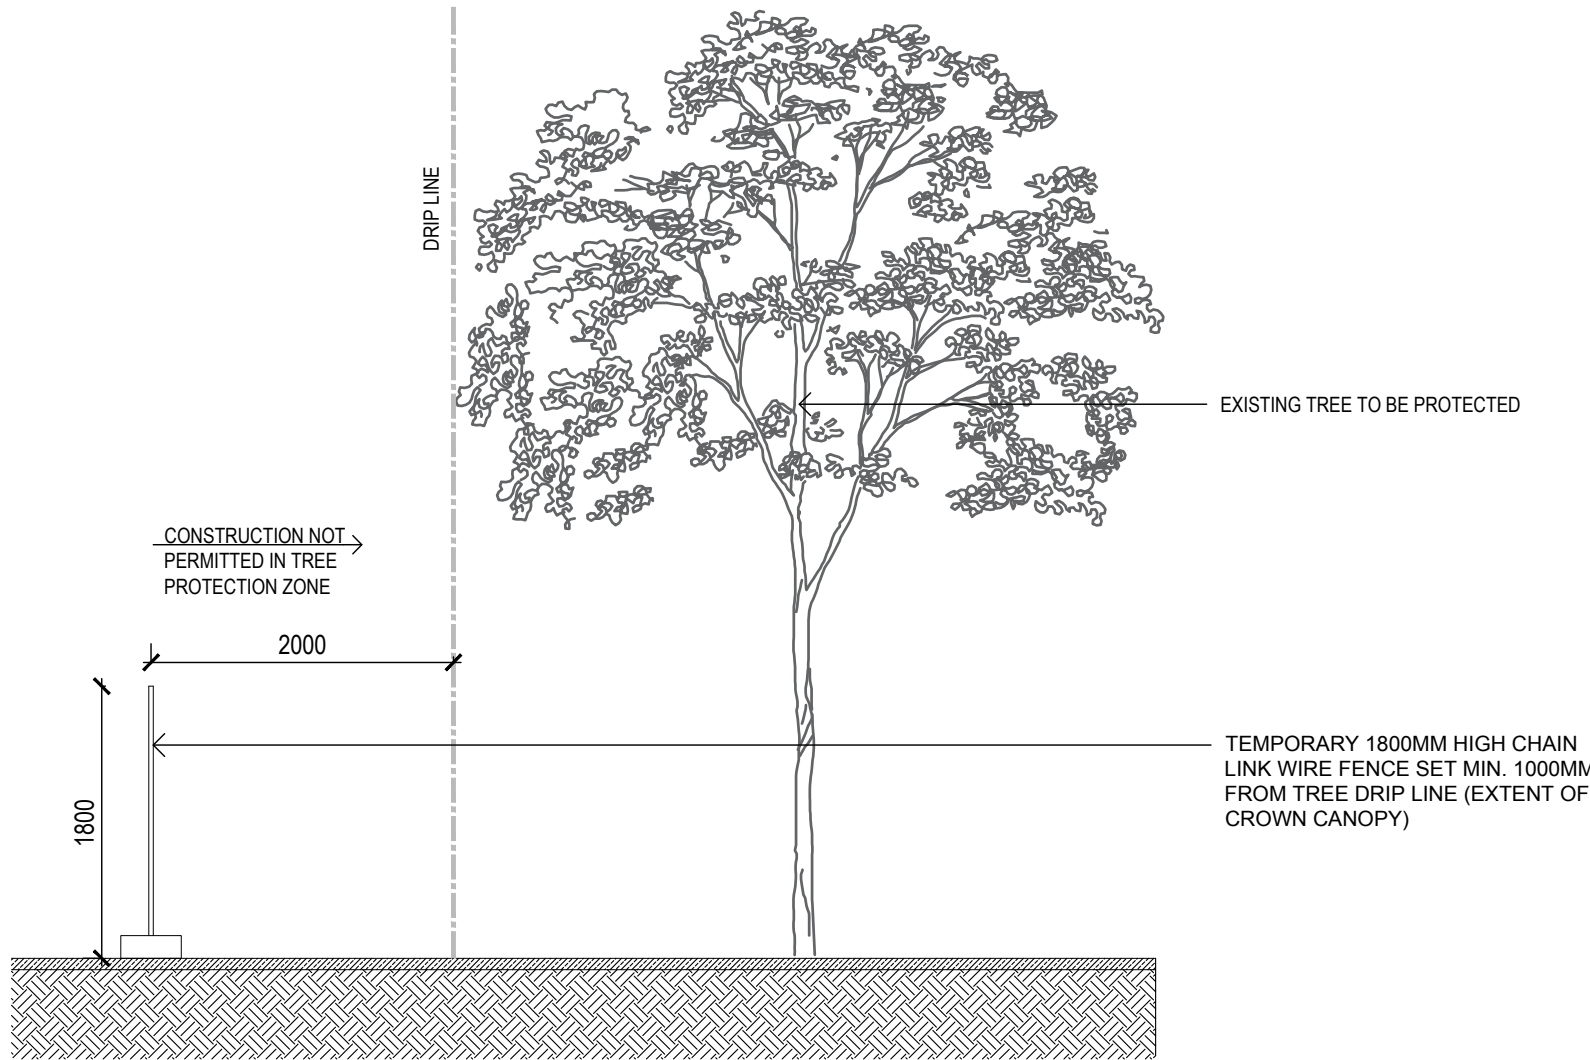 DRIP LINE
EXISTING TREE TO BE PROTECTED
CONSTRUCTION NOT
PERMITTED IN TREE
PROTECTION ZONE
2000
1800
TEMPORARY 1800MM HIGH CHAIN
LINK WIRE FENCE SET MIN. 1000MM
FROM TREE DRIP LINE (EXTENT OF
CROWN CANOPY)